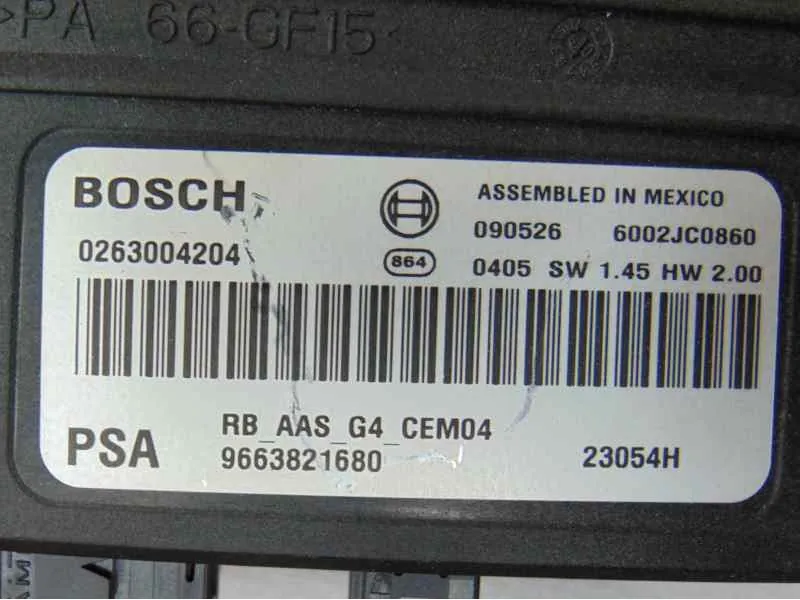 >PA 66-GF15<
BOSCH
ASSEMBLED IN MEXICO
090526 6002JC0860
0263004204
864
0405 SW 1.45 HW 2.00
RB_AAS_G4_CEM04
PSA
9663821680
23054H